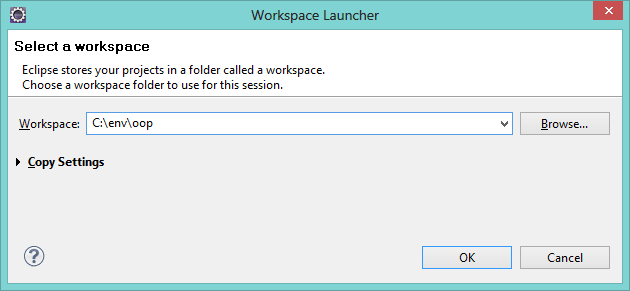 Workspace Launcher
Select a workspace
Eclipse stores your projects in a folder called a workspace.
Choose a workspace folder to use for this session.
Workspace: C:\env\oop Browse...
Copy Settings
? OK Cancel